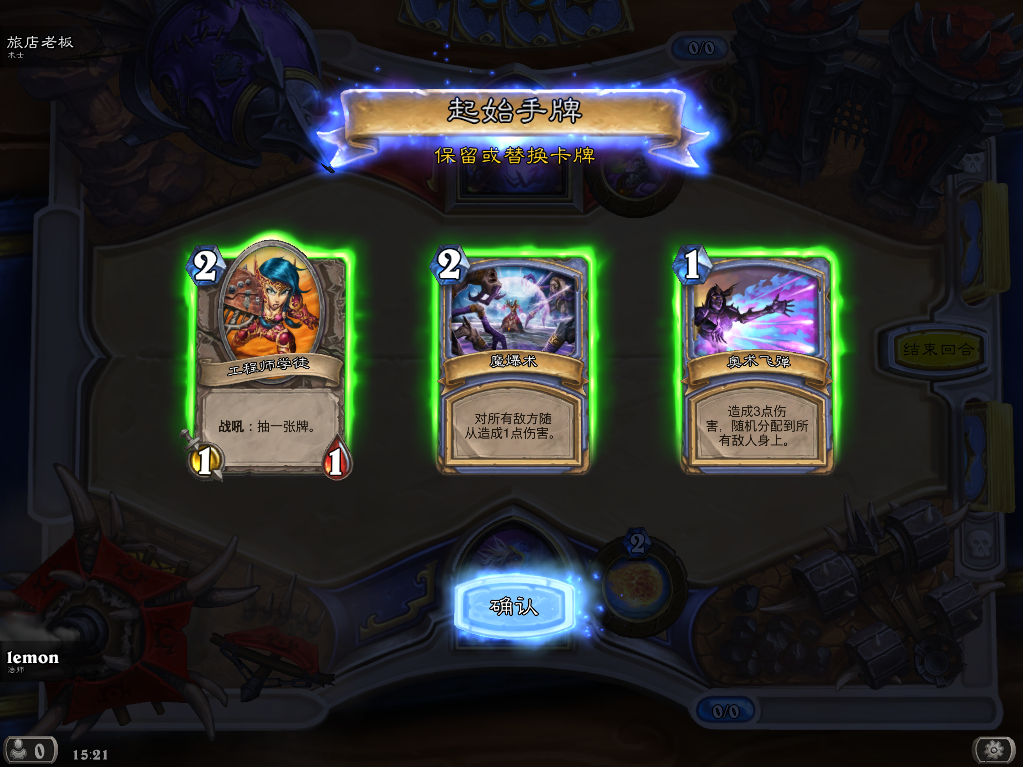 旅店老板
术士
0/0
起始手牌
保留或替换卡牌
2
2
1
工程师学徒
魔爆术
奥术飞弹
战吼：抽一张牌。
对所有敌方随
从造成1点伤害。
造成3点伤
害，随机分配到所
有敌人身上。
1
1
结束回合
2
确认
lemon
法师
0/0
0
15:21